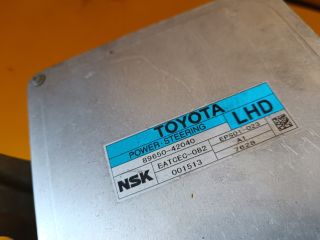 TOYOTA
POWER STEERING
LHD
89650-42040
EPS01-023
NSK
EATCEC-082
A1
001513
7828